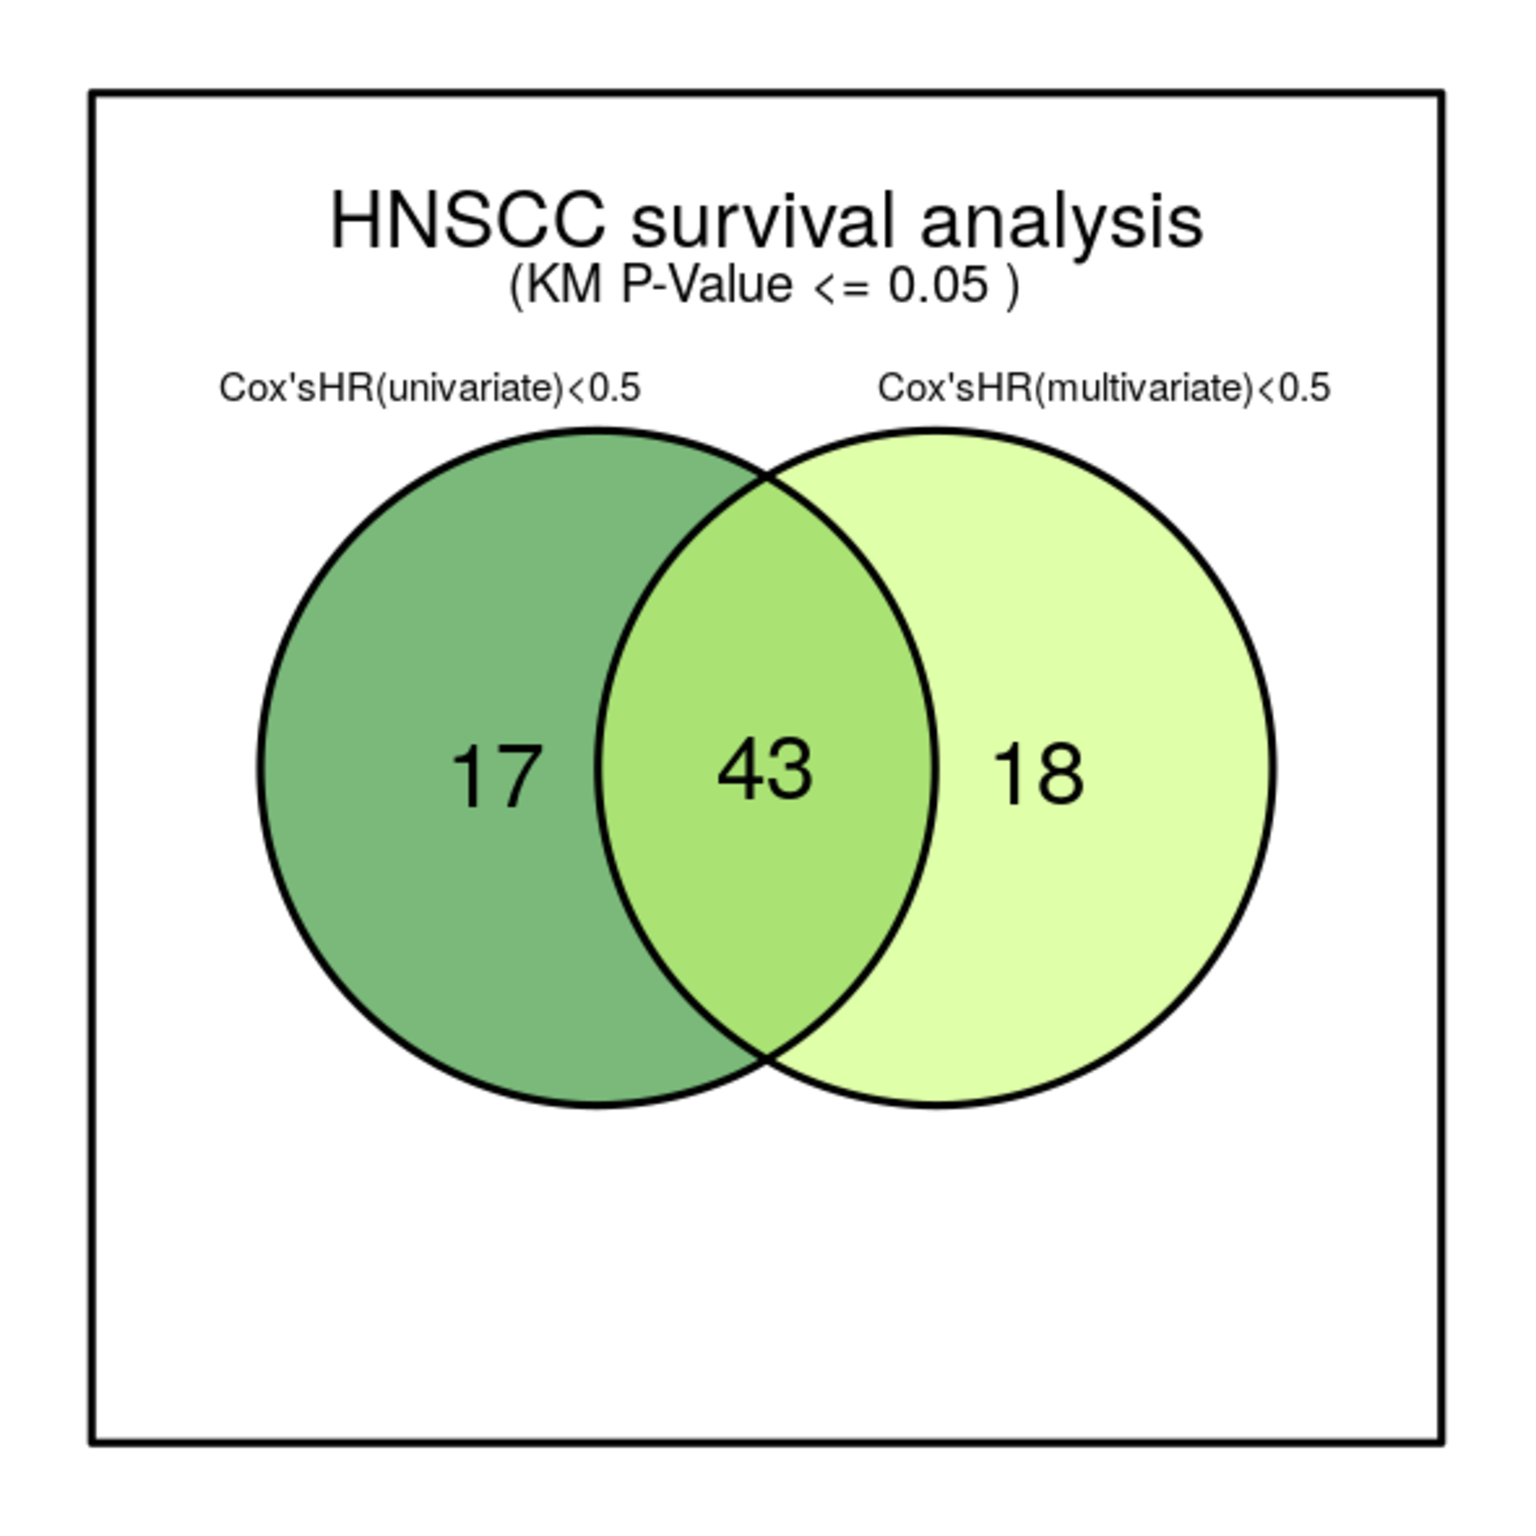 HNSCC survival analysis
(KM P-Value <= 0.05 )
Cox'sHR(univariate)<0.5
Cox'sHR(multivariate)<0.5
17
43
18